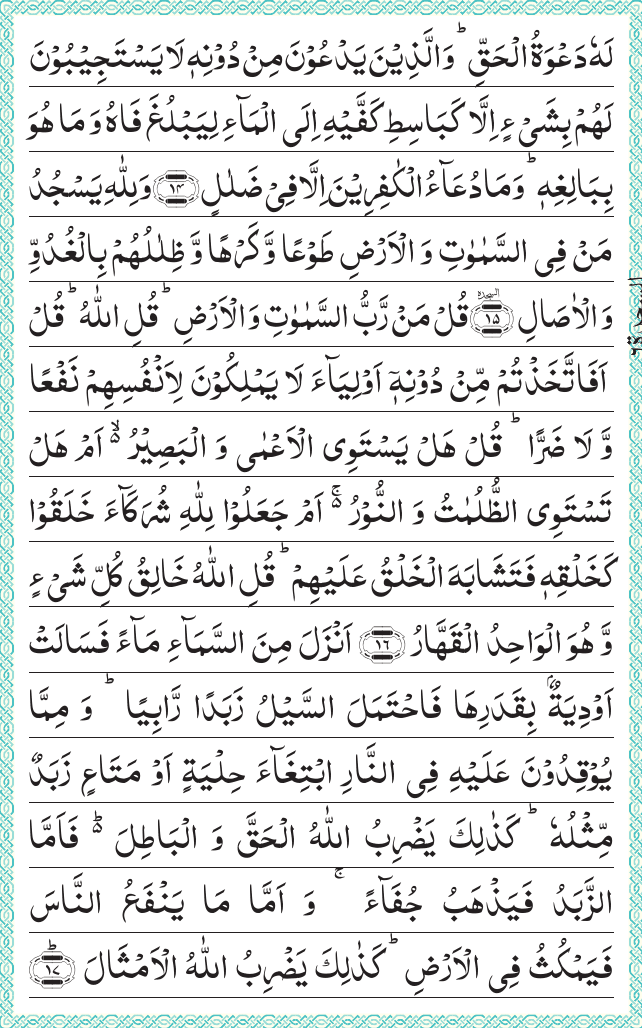 لَهٗ دَعْوَةُ الْحَقِّ ؕ وَالَّذِيْنَ يَدْعُوْنَ مِنْ دُوْنِهٖ لَا يَسْتَجِيْبُوْنَ
لَهُمْ بِشَىْءٍ اِلَّا كَبَاسِطِ كَفَّيْهِ اِلَى الْمَآءِ لِيَبْلُغَ فَاهُ وَ مَا هُوَ
بِبَالِغِهٖ ؕ وَمَا دُعَآءُ الْكٰفِرِيْنَ اِلَّا فِىْ ضَلٰلٍ ۝۱۴ وَلِلّٰهِ يَسْجُدُ
مَنْ فِى السَّمٰوٰتِ وَ الْاَرْضِ طَوْعًا وَّ كَرْهًا وَّ ظِلٰلُهُمْ بِالْغُدُوِّ
وَ الْاٰصَالِ ۝۱۵ السجدة قُلْ مَنْ رَّبُّ السَّمٰوٰتِ وَالْاَرْضِ ؕ قُلِ اللّٰهُ ؕ قُلْ
اَفَاتَّخَذْتُمْ مِّنْ دُوْنِهٖۤ اَوْلِيَآءَ لَا يَمْلِكُوْنَ لِاَنْفُسِهِمْ نَفْعًا
وَّ لَا ضَرًّا ؕ قُلْ هَلْ يَسْتَوِى الْاَعْمٰى وَ الْبَصِيْرُ ۬ۙ اَمْ هَلْ
تَسْتَوِى الظُّلُمٰتُ وَ النُّوْرُ ۬ۚ اَمْ جَعَلُوْا لِلّٰهِ شُرَكَآءَ خَلَقُوْا
كَخَلْقِهٖ فَتَشَابَهَ الْخَلْقُ عَلَيْهِمْ ؕ قُلِ اللّٰهُ خَالِقُ كُلِّ شَىْءٍ
وَّ هُوَ الْوَاحِدُ الْقَهَّارُ ۝۱۶ اَنْزَلَ مِنَ السَّمَآءِ مَآءً فَسَالَتْ
اَوْدِيَةٌۢ بِقَدَرِهَا فَاحْتَمَلَ السَّيْلُ زَبَدًا رَّابِيًا ؕ وَ مِمَّا
يُوْقِدُوْنَ عَلَيْهِ فِى النَّارِ ابْتِغَآءَ حِلْيَةٍ اَوْ مَتَاعٍ زَبَدٌ
مِّثْلُهٗ ؕ كَذٰلِكَ يَضْرِبُ اللّٰهُ الْحَقَّ وَ الْبَاطِلَ ۬ؕ فَاَمَّا
الزَّبَدُ فَيَذْهَبُ جُفَآءً ۚ وَ اَمَّا مَا يَنْفَعُ النَّاسَ
فَيَمْكُثُ فِى الْاَرْضِ ؕ كَذٰلِكَ يَضْرِبُ اللّٰهُ الْاَمْثَالَ ؕ۝۱۷